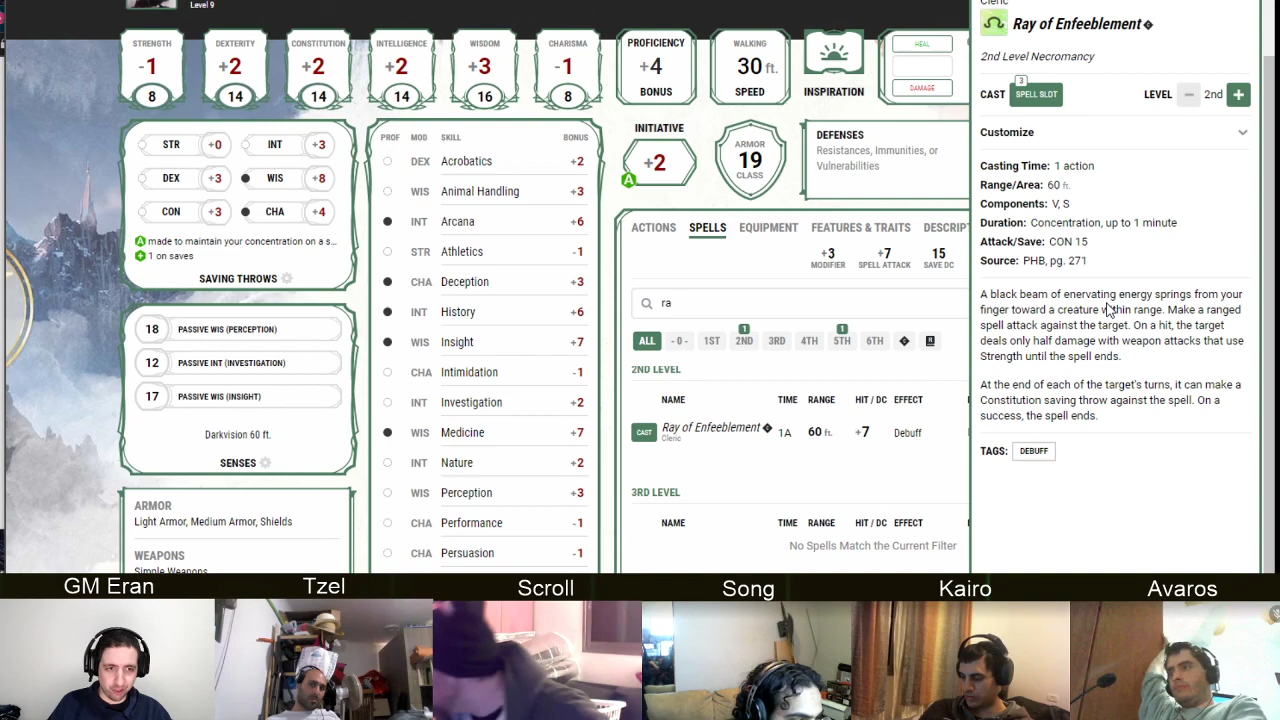 Level 9
STRENGTH
-1
8
DEXTERITY
+2
14
CONSTITUTION
+2
14
INTELLIGENCE
+2
14
WISDOM
+3
16
CHARISMA
-1
8
PROFICIENCY
+4
BONUS
WALKING
30 ft.
SPEED
INSPIRATION
HEAL
DAMAGE
STR +0
INT +3
DEX +3
WIS +8
CON +3
CHA +4
A made to maintain your concentration on a s...
1 on saves
SAVING THROWS
18 PASSIVE WIS (PERCEPTION)
12 PASSIVE INT (INVESTIGATION)
17 PASSIVE WIS (INSIGHT)
Darkvision 60 ft.
SENSES
ARMOR
Light Armor, Medium Armor, Shields
WEAPONS
Simple Weapons
PROF MOD SKILL BONUS
DEX Acrobatics +2
WIS Animal Handling +3
INT Arcana +6
STR Athletics -1
CHA Deception +3
INT History +6
WIS Insight +7
CHA Intimidation -1
INT Investigation +2
WIS Medicine +7
INT Nature +2
WIS Perception +3
CHA Performance -1
CHA Persuasion -1
INITIATIVE
+2
A
ARMOR
19
CLASS
DEFENSES
Resistances, Immunities, or
Vulnerabilities
ACTIONS SPELLS EQUIPMENT FEATURES & TRAITS DESCRIPT
+3 +7 15
MODIFIER SPELL ATTACK SAVE DC
ra
1 1
ALL - 0 - 1ST 2ND 3RD 4TH 5TH 6TH
2ND LEVEL
NAME TIME RANGE HIT / DC EFFECT
CAST Ray of Enfeeblement 1A 60 ft. +7 Debuff
Cleric
3RD LEVEL
NAME TIME RANGE HIT / DC EFFECT
No Spells Match the Current Filter
Cleric
Ray of Enfeeblement
2nd Level Necromancy
3
CAST SPELL SLOT LEVEL 2nd
Customize
Casting Time: 1 action
Range/Area: 60 ft.
Components: V, S
Duration: Concentration, up to 1 minute
Attack/Save: CON 15
Source: PHB, pg. 271
A black beam of enervating energy springs from your
finger toward a creature within range. Make a ranged
spell attack against the target. On a hit, the target
deals only half damage with weapon attacks that use
Strength until the spell ends.
At the end of each of the target's turns, it can make a
Constitution saving throw against the spell. On a
success, the spell ends.
TAGS: DEBUFF
GM Eran Tzel Scroll Song Kairo Avaros